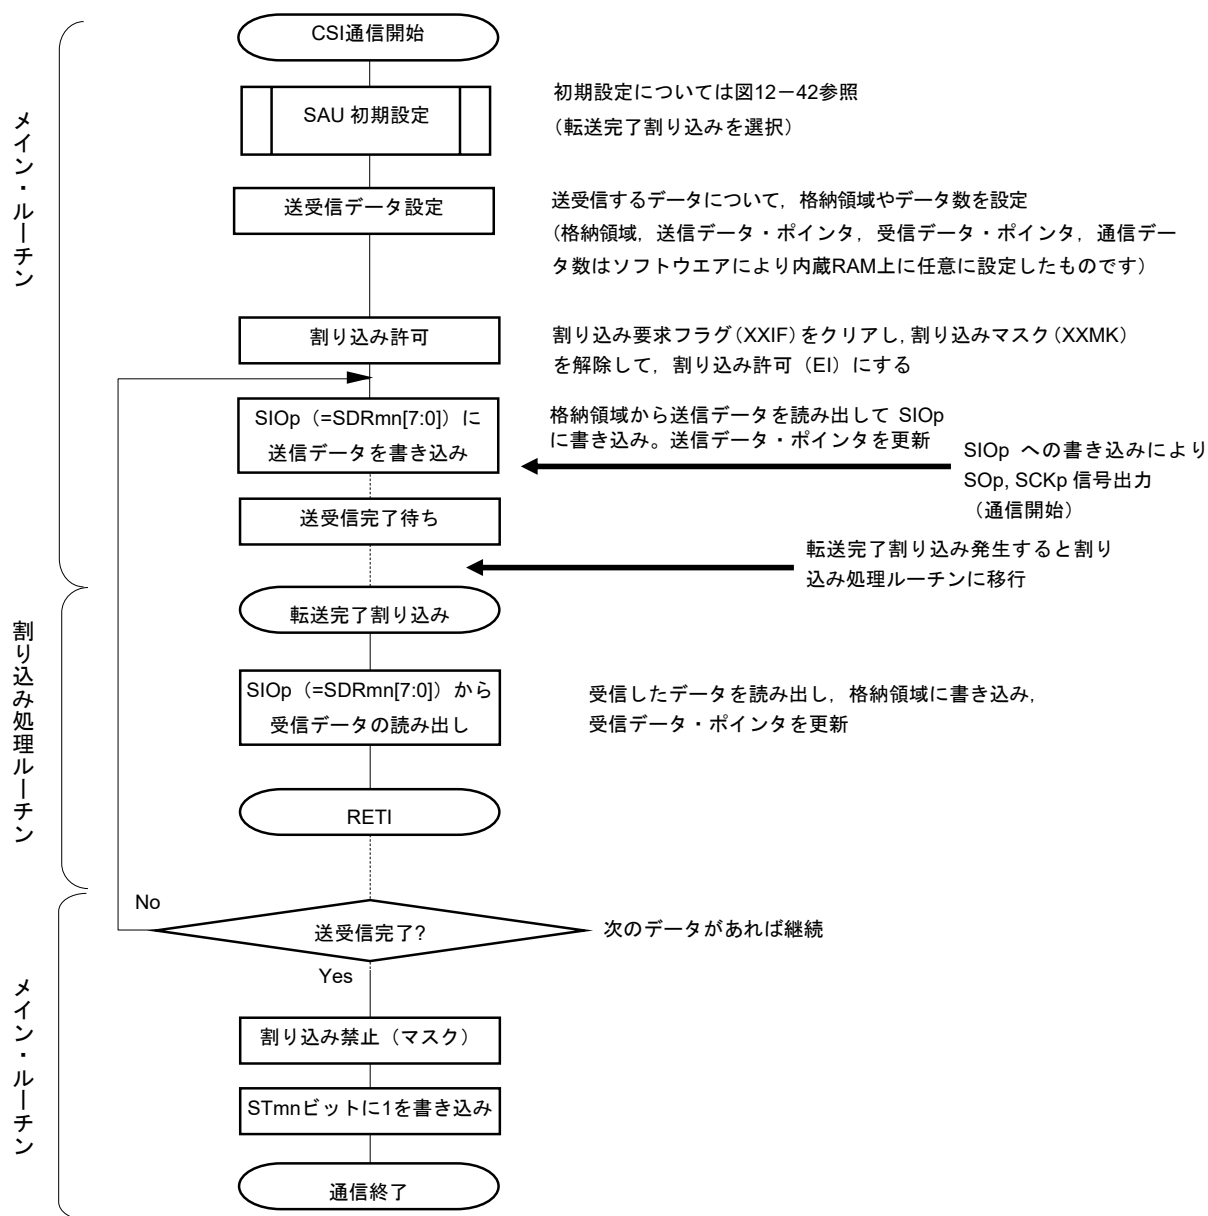 メイン・ルーチン
CSI通信開始
SAU 初期設定
初期設定については図12－42参照
（転送完了割り込みを選択）
送受信データ設定
送受信するデータについて，格納領域やデータ数を設定
（格納領域，送信データ・ポインタ，受信データ・ポインタ，通信デー
タ数はソフトウエアにより内蔵RAM上に任意に設定したものです）
割り込み許可
割り込み要求フラグ（XXIF）をクリアし，割り込みマスク（XXMK）
を解除して，割り込み許可（EI）にする
SIOp（=SDRmn[7:0]）に
送信データを書き込み
格納領域から送信データを読み出して SIOp
に書き込み。送信データ・ポインタを更新
SIOp への書き込みにより
SOp, SCKp 信号出力
（通信開始）
送受信完了待ち
転送完了割り込み発生すると割り
込み処理ルーチンに移行
割り込み処理ルーチン
転送完了割り込み
SIOp（=SDRmn[7:0]）から
受信データの読み出し
受信したデータを読み出し，格納領域に書き込み，
受信データ・ポインタを更新
RETI
メイン・ルーチン
No
送受信完了?
次のデータがあれば継続
Yes
割り込み禁止（マスク）
STmnビットに1を書き込み
通信終了